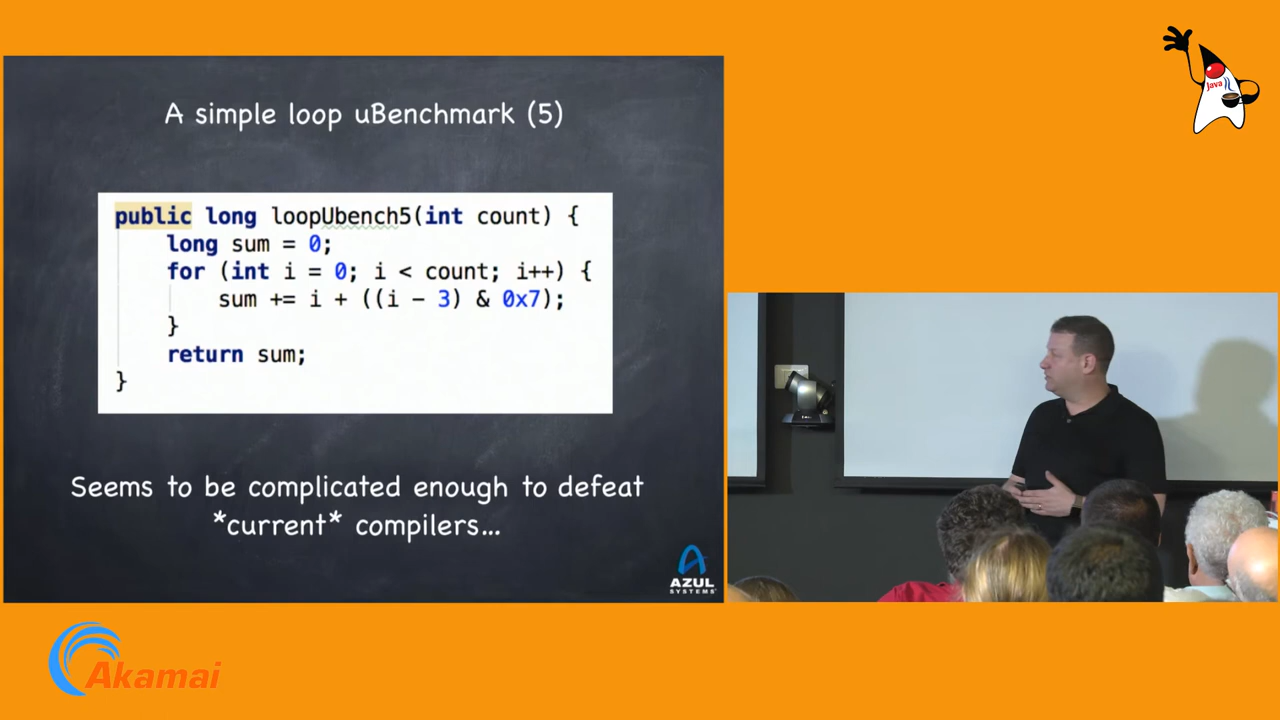 A simple loop uBenchmark (5)
public long loopUbench5(int count) {
long sum = 0;
for (int i = 0; i < count; i++) {
sum += i + ((i - 3) & 0x7);
}
return sum;
}
Seems to be complicated enough to defeat
*current* compilers...
AZUL
SYSTEMS
Java
Akamai